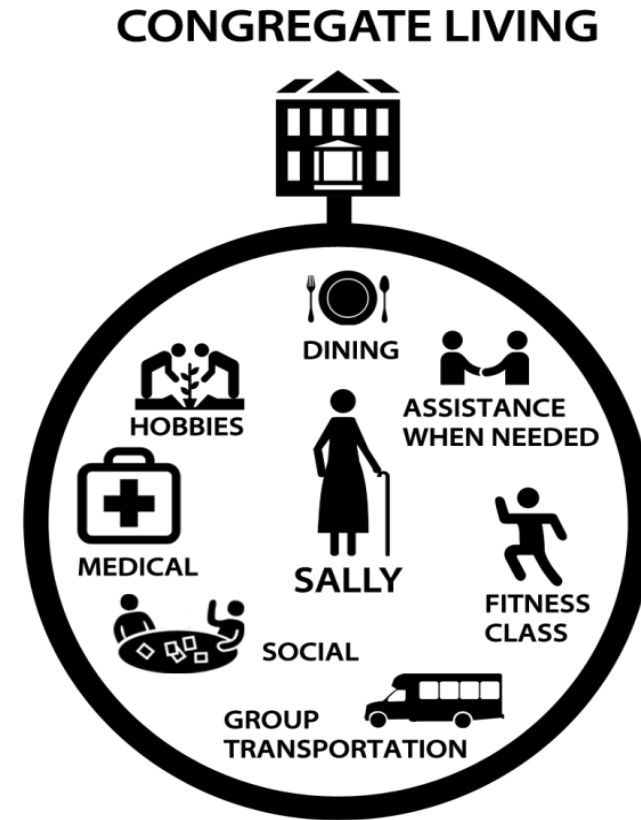 CONGREGATE LIVING
DINING
HOBBIES
ASSISTANCE
WHEN NEEDED
MEDICAL
SALLY
FITNESS
CLASS
SOCIAL
GROUP
TRANSPORTATION